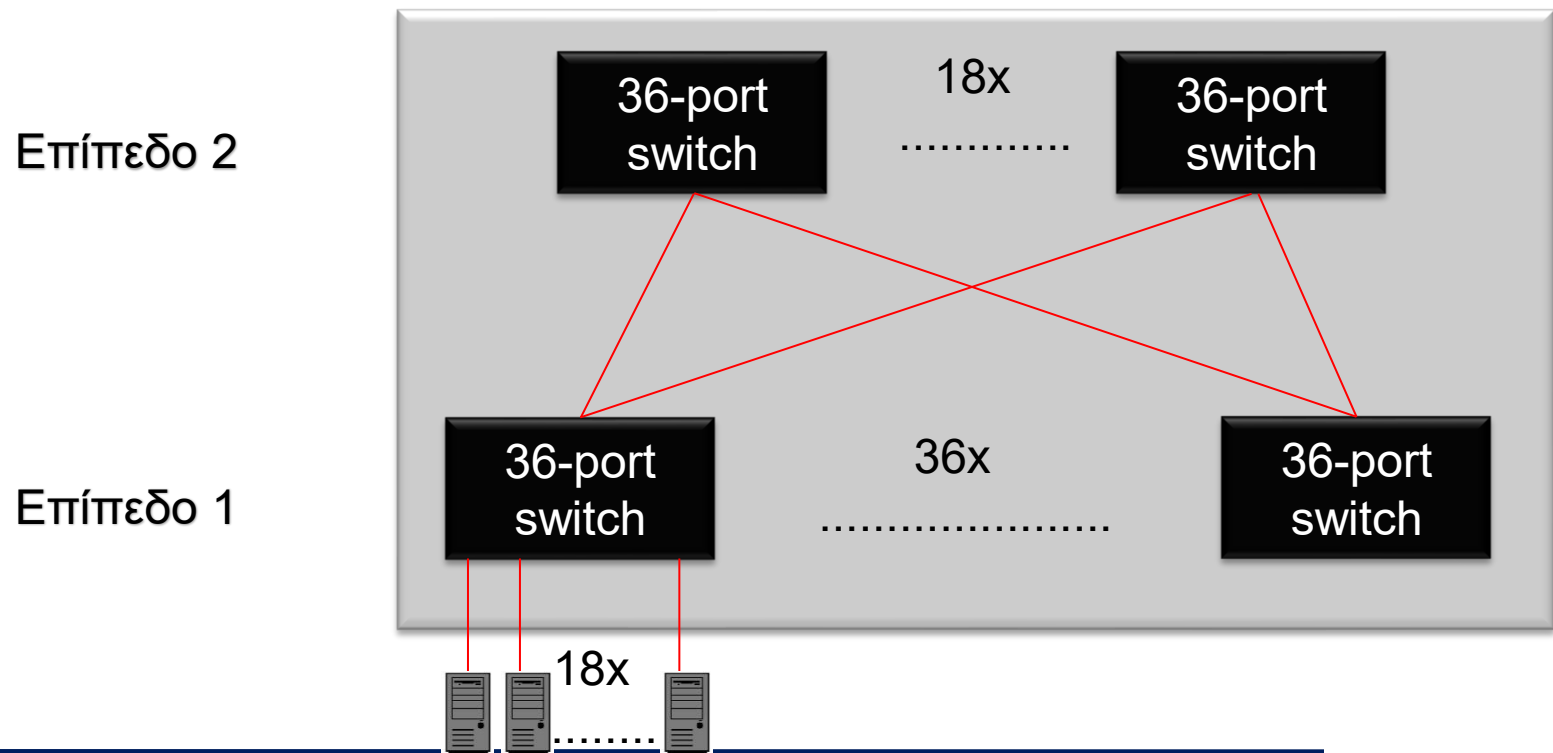 36-port
switch
18x
.............
36-port
switch
Επίπεδο 2
36-port
switch
36x
......................
36-port
switch
Επίπεδο 1
18x
........